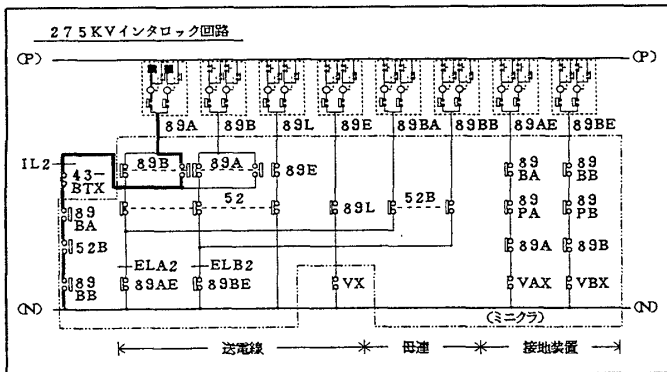 275KVインタロック回路
(P) (P)
89A 89B 89L 89E 89BA 89BB 89AE 89BE
IL2 89B 89A 89E 89BA 89BB
43-BTX
52 89L 52B 89PA 89PB
89BA
52B 89A 89B
ELA2 ELB2
89BB 89AE 89BE VX VAX VBX
(N) (N)
(ミニクラ)
送電線 母連 接地装置